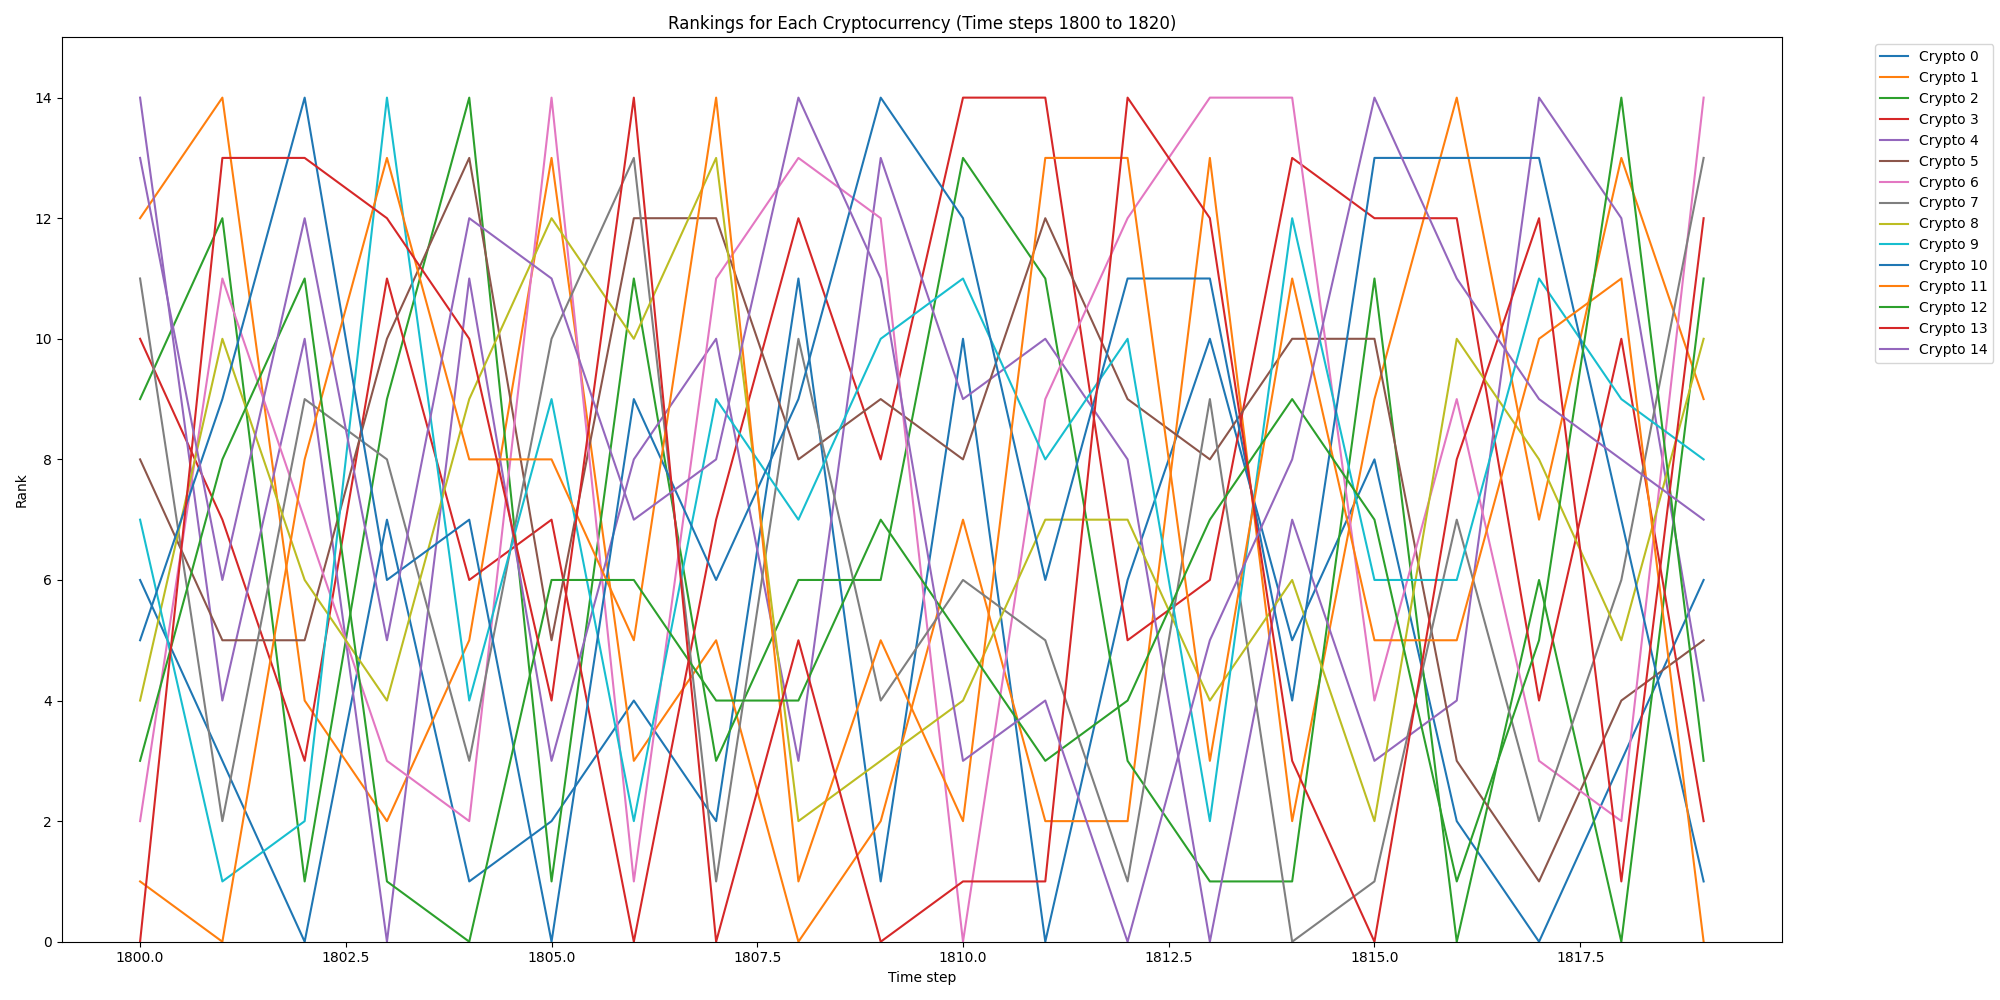 Rankings for Each Cryptocurrency (Time steps 1800 to 1820)
Rank
14
12
10
8
6
4
2
0
1800.0
1802.5
1805.0
1807.5
1810.0
1812.5
1815.0
1817.5
Time step
Crypto 0
Crypto 1
Crypto 2
Crypto 3
Crypto 4
Crypto 5
Crypto 6
Crypto 7
Crypto 8
Crypto 9
Crypto 10
Crypto 11
Crypto 12
Crypto 13
Crypto 14